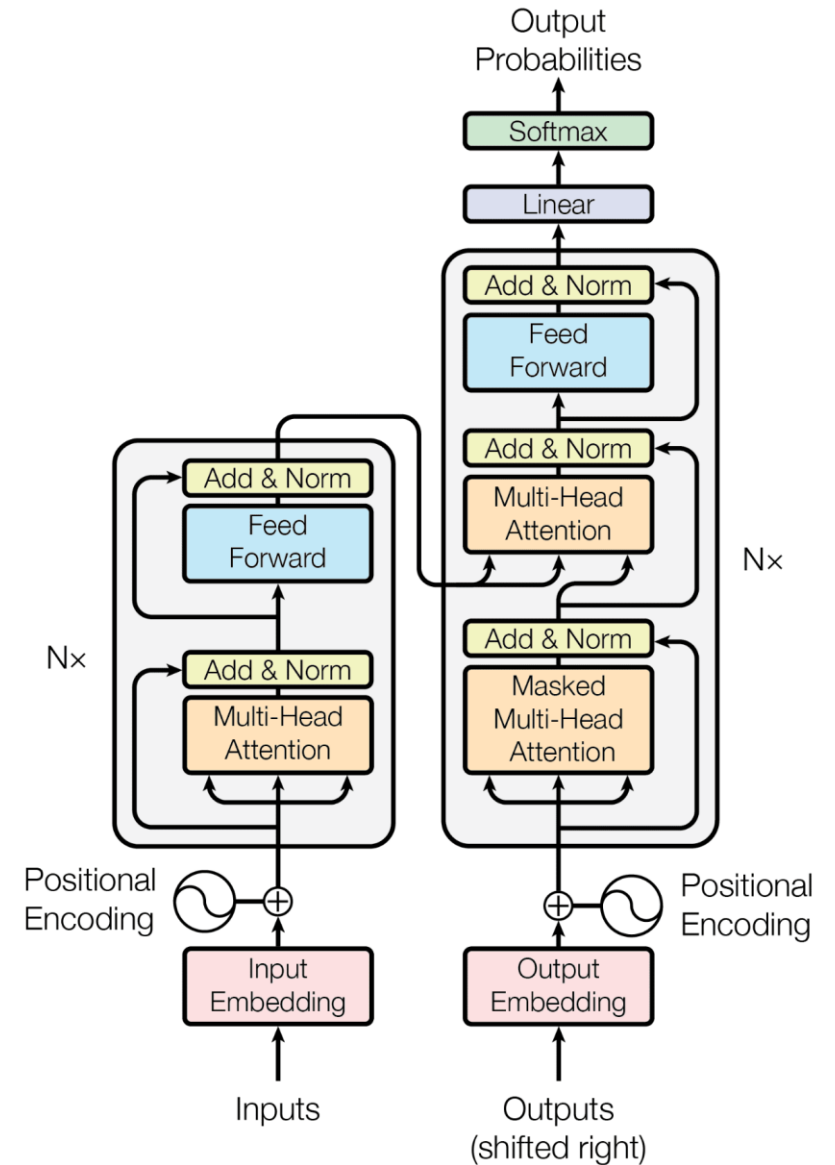 Output
Probabilities
Softmax
Linear
Add & Norm
Feed
Forward
Add & Norm
Multi-Head
Attention
Add & Norm
Masked
Multi-Head
Attention
Nx
Add & Norm
Feed
Forward
Add & Norm
Multi-Head
Attention
Nx
Positional
Encoding
Positional
Encoding
Input
Embedding
Output
Embedding
Inputs
Outputs
(shifted right)